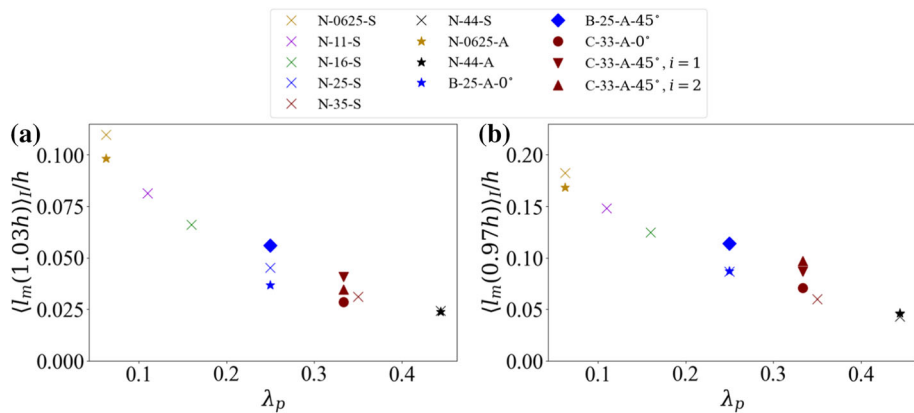 N-0625-S
N-11-S
N-16-S
N-25-S
N-35-S
N-44-S
N-0625-A
N-44-A
B-25-A-0°
B-25-A-45°
C-33-A-0°
C-33-A-45°, i = 1
C-33-A-45°, i = 2
(a)
⟨l_m(1.03h)⟩_I/h
0.100
0.075
0.050
0.025
0.000
0.1 0.2 0.3 0.4
λ_p
(b)
⟨l_m(0.97h)⟩_I/h
0.20
0.15
0.10
0.05
0.00
0.1 0.2 0.3 0.4
λ_p